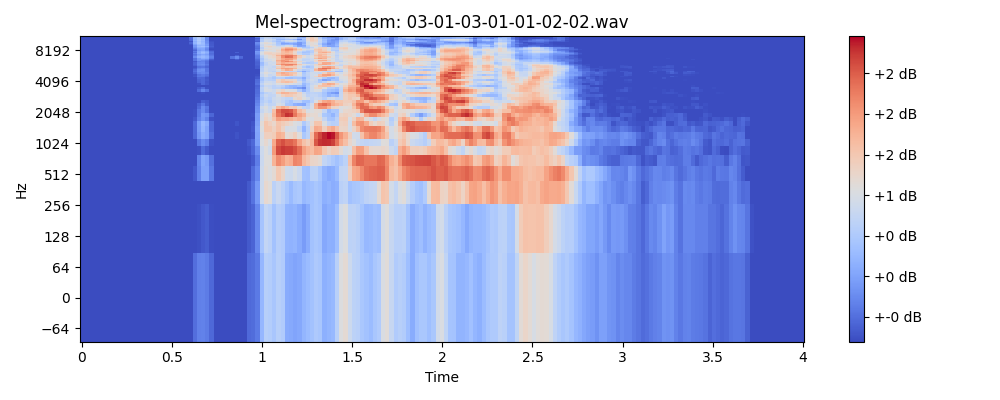 Mel-spectrogram: 03-01-03-01-01-02-02.wav
8192
4096
2048
1024
512
256
128
64
0
−64
Hz
0 0.5 1 1.5 2 2.5 3 3.5 4
Time
+2 dB
+2 dB
+2 dB
+1 dB
+0 dB
+0 dB
+-0 dB